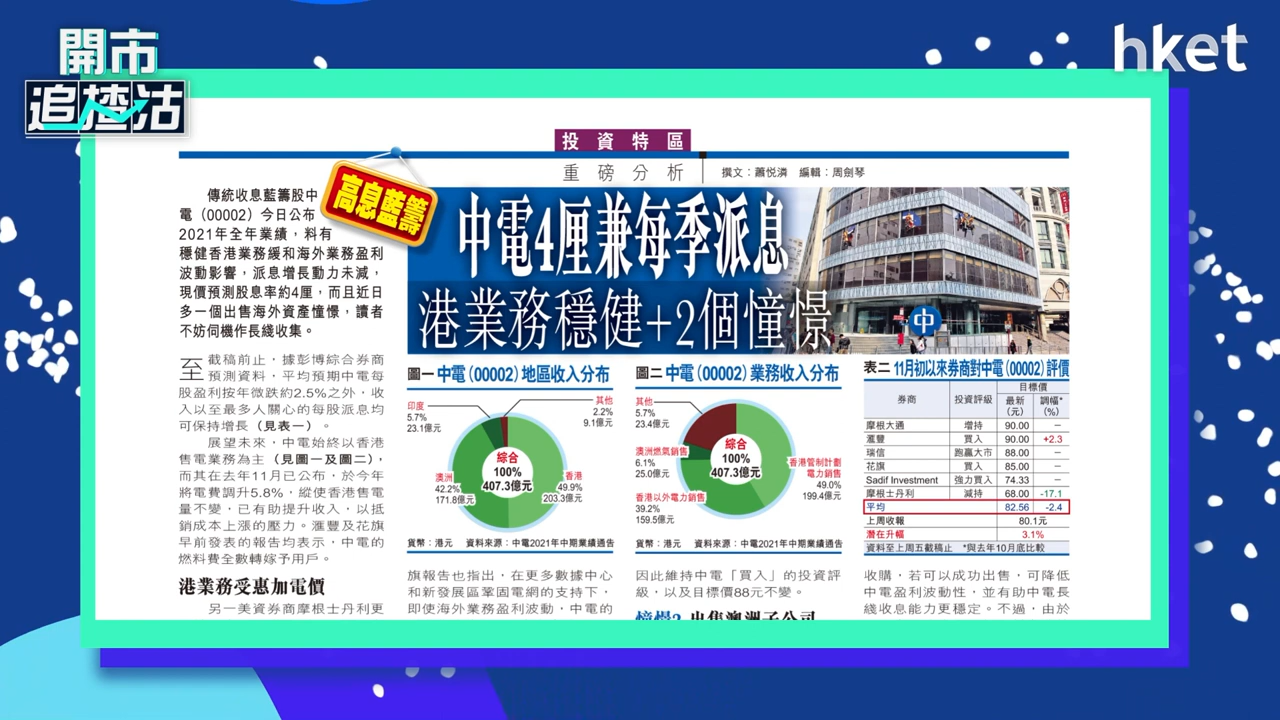 開市
追揸沽
hket
投資特區
重磅分析
撰文：蕭悦潾 編輯：周劍琴
高息藍籌
傳統收息藍籌股中
電（00002）今日公布
2021年全年業績，料有
穩健香港業務緩和海外業務盈利
波動影響，派息增長動力未減，
現價預測股息率約4厘，而且近日
多一個出售海外資產憧憬，讀者
不妨伺機作長綫收集。
中電4厘兼每季派息
港業務穩健+2個憧憬
至截稿前止，據彭博綜合券商
預測資料，平均預期中電每
股盈利按年微跌約2.5%之外，收
入以至最多人關心的每股派息均
可保持增長（見表一）。
展望未來，中電始終以香港
售電業務為主（見圖一及圖二），
而其在去年11月已公布，於今年
將電費調升5.8%，縱使香港售電
量不變，已有助提升收入，以抵
銷成本上漲的壓力。滙豐及花旗
早前發表的報告均表示，中電的
燃料費全數轉嫁予用戶。
港業務受惠加電價
另一美資券商摩根士丹利更
圖一 中電（00002）地區收入分布
印度
5.7%
23.1億元
其他
2.2%
9.1億元
綜合
100%
407.3億元
澳洲
42.2%
171.8億元
香港
49.9%
203.3億元
貨幣：港元 資料來源：中電2021年中期業績通告
旗報告也指出，在更多數據中心
和新發展區鞏固電網的支持下，
即使海外業務盈利波動，中電的
圖二 中電（00002）業務收入分布
其他
5.7%
23.4億元
澳洲燃氣銷售
6.1%
25.0億元
綜合
100%
407.3億元
香港管制計劃
電力銷售
49.0%
199.4億元
香港以外電力銷售
39.2%
159.5億元
貨幣：港元 資料來源：中電2021年中期業績通告
因此維持中電「買入」的投資評
級，以及目標價88元不變。
憧憬2 出售澳洲子公司
表二 11月初以來券商對中電（00002）評價
券商 投資評級 目標價
最新（元） 調幅*（%）
摩根大通 增持 90.00 －
滙豐 買入 90.00 +2.3
瑞信 跑贏大市 88.00 －
花旗 買入 85.00 －
Sadif Investment 強力買入 74.33 －
摩根士丹利 減持 68.00 -17.1
平均 82.56 -2.4
上周收報 80.1元
潛在升幅 3.1%
資料至上周五截稿止 *與去年10月底比較
收購，若可以成功出售，可降低
中電盈利波動性，並有助中電長
綫收息能力更穩定。不過，由於